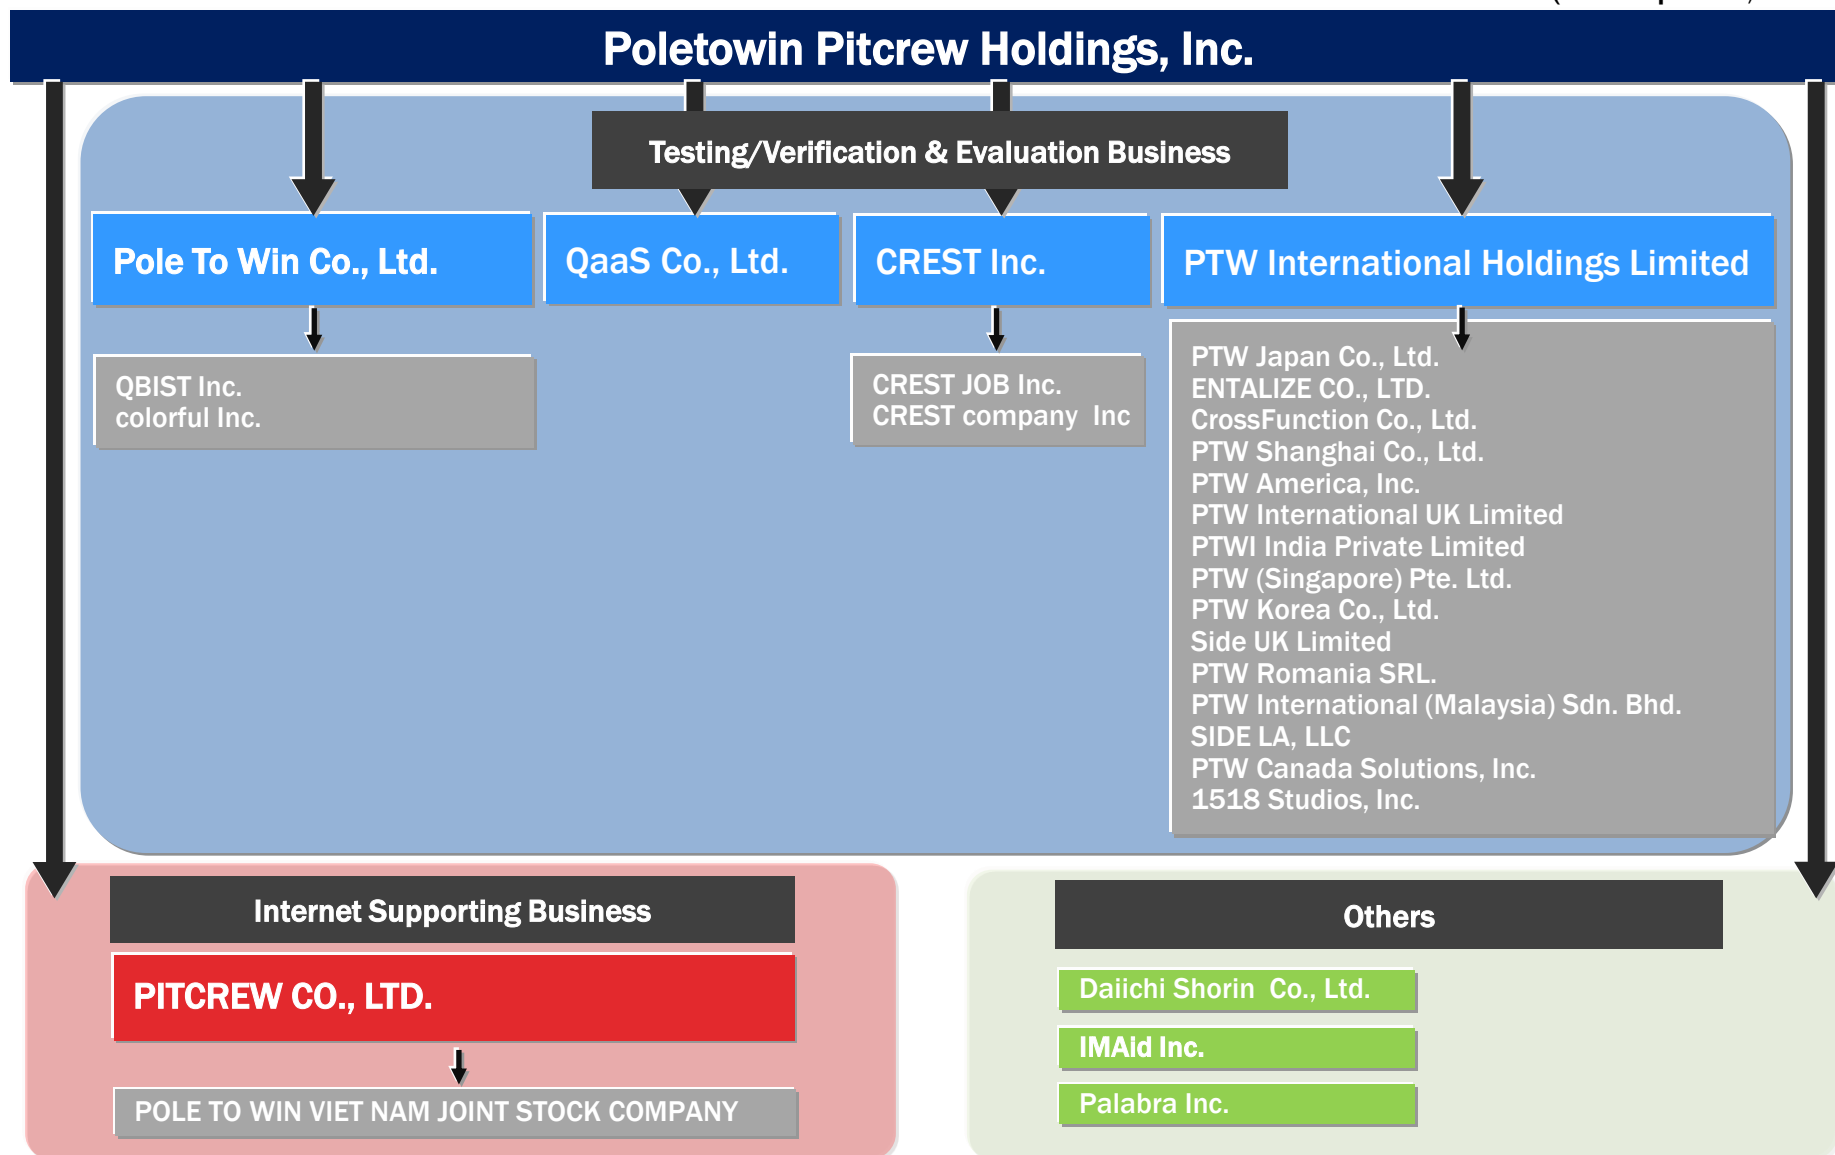 Poletowin Pitcrew Holdings, Inc.
Testing/Verification & Evaluation Business
Pole To Win Co., Ltd.
QaaS Co., Ltd.
CREST Inc.
PTW International Holdings Limited
QBIST Inc.
colorful Inc.
CREST JOB Inc.
CREST company  Inc
PTW Japan Co., Ltd.
ENTALIZE CO., LTD.
CrossFunction Co., Ltd.
PTW Shanghai Co., Ltd.
PTW America, Inc.
PTW International UK Limited
PTWI India Private Limited
PTW (Singapore) Pte. Ltd.
PTW Korea Co., Ltd.
Side UK Limited
PTW Romania SRL.
PTW International (Malaysia) Sdn. Bhd.
SIDE LA, LLC
PTW Canada Solutions, Inc.
1518 Studios, Inc.
Internet Supporting Business
PITCREW CO., LTD.
POLE TO WIN VIET NAM JOINT STOCK COMPANY
Others
Daiichi Shorin  Co., Ltd.
IMAid Inc.
Palabra Inc.